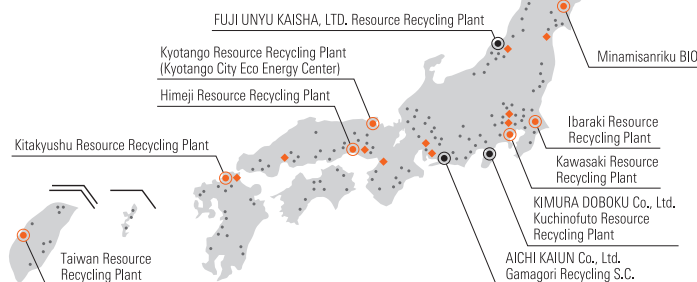 FUJI UNYU KAISHA, LTD. Resource Recycling Plant
Kyotango Resource Recycling Plant
(Kyotango City Eco Energy Center)
Minamisanriku BIO
Himeji Resource Recycling Plant
Ibaraki Resource
Recycling Plant
Kitakyushu Resource Recycling Plant
Kawasaki Resource
Recycling Plant
KIMURA DOBOKU Co., Ltd.
Kuchinofuto Resource
Recycling Plant
Taiwan Resource
Recycling Plant
AICHI KAIUN Co., Ltd.
Gamagori Recycling S.C.